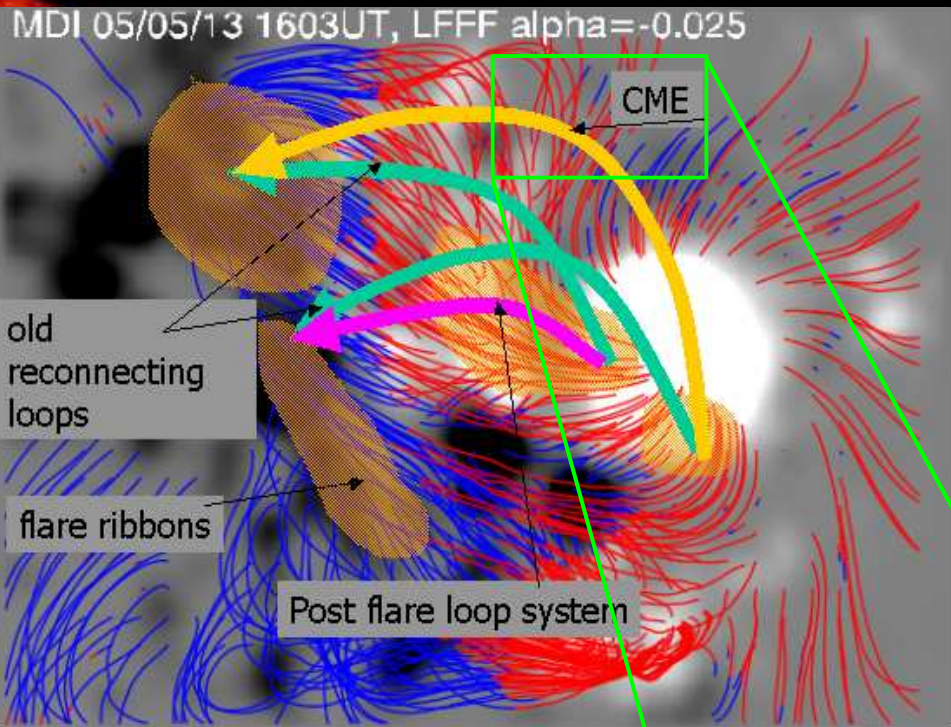 MDI 05/05/13 1603UT, LFFF alpha=-0.025
CME
old
reconnecting
loops
flare ribbons
Post flare loop system